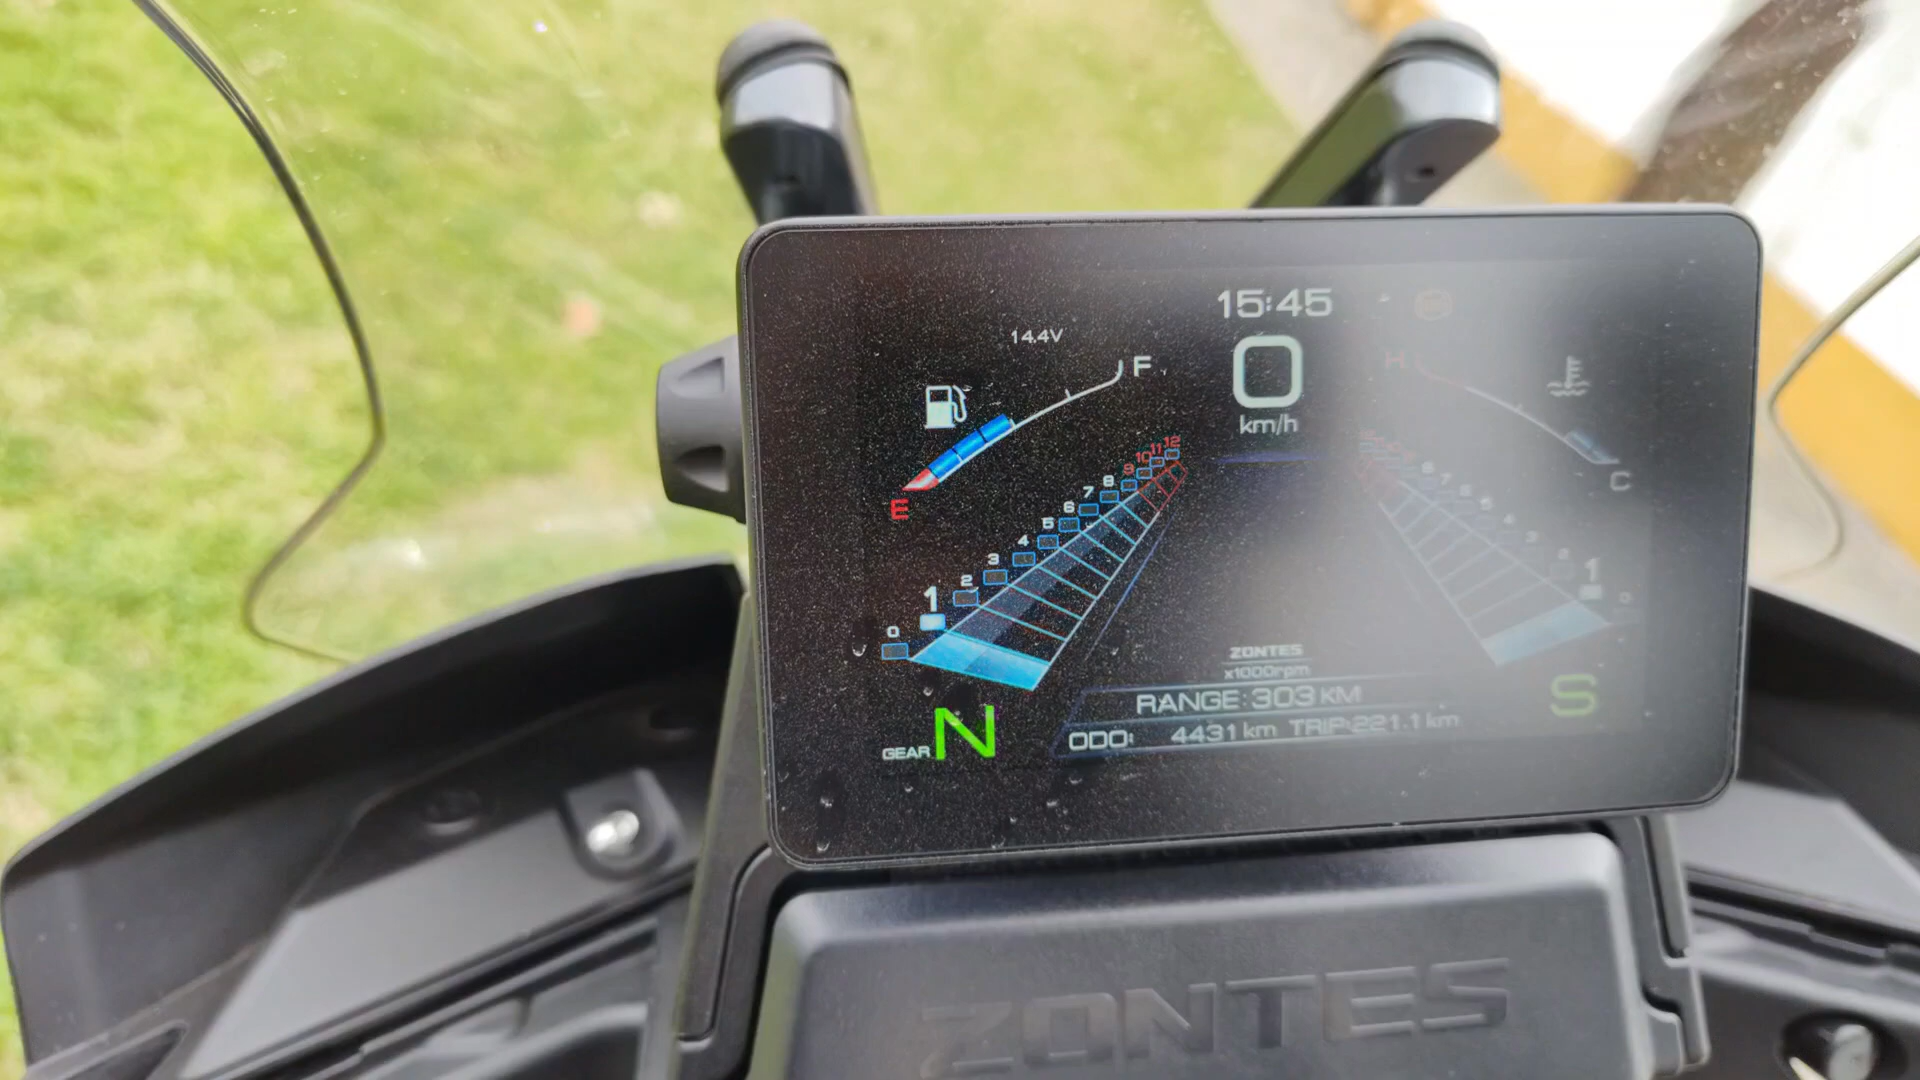 15:45
14.4V
F
0
km/h
H
E
C
0 1 2 3 4 5 6 7 8 9 10 11 12
1
ZONTES
x1000rpm
RANGE: 303 KM
ODO: 4431 km TRIP: 221.1 km
GEAR N
S
ZONTES